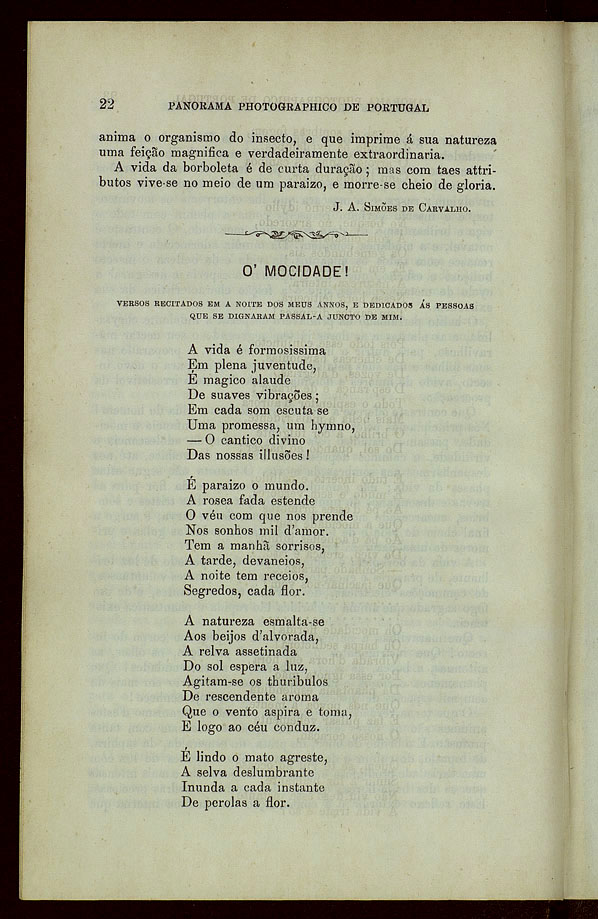 22 PANORAMA PHOTOGRAPHICO DE PORTUGAL
anima o organismo do insecto, e que imprime á sua natureza
uma feição magnifica e verdadeiramente extraordinaria.
A vida da borboleta é de curta duração; mas com taes attri-
butos vive-se no meio de um paraizo, e morre-se cheio de gloria.
J. A. SIMÕES DE CARVALHO.
O' MOCIDADE!
VERSOS RECITADOS EM A NOITE DOS MEUS ANNOS, E DEDICADOS ÁS PESSOAS
QUE SE DIGNARAM PASSAL-A JUNCTO DE MIM.
A vida é formosissima
Em plena juventude,
É magico alaude
De suaves vibrações;
Em cada som escuta se
Uma promessa, um hymno,
— O cantico divino
Das nossas illusões!
É paraizo o mundo.
A rosea fada estende
O véu com que nos prende
Nos sonhos mil d'amor.
Tem a manhã sorrisos,
A tarde, devaneios,
A noite tem receios,
Segredos, cada flor.
A natureza esmalta-se
Aos beijos d'alvorada,
A relva assetinada
Do sol espera a luz,
Agitam-se os thuribulos
De rescendente aroma
Que o vento aspira e toma,
E logo ao céu conduz.
É lindo o mato agreste,
A selva deslumbrante
Inunda a cada instante
De perolas a flor.